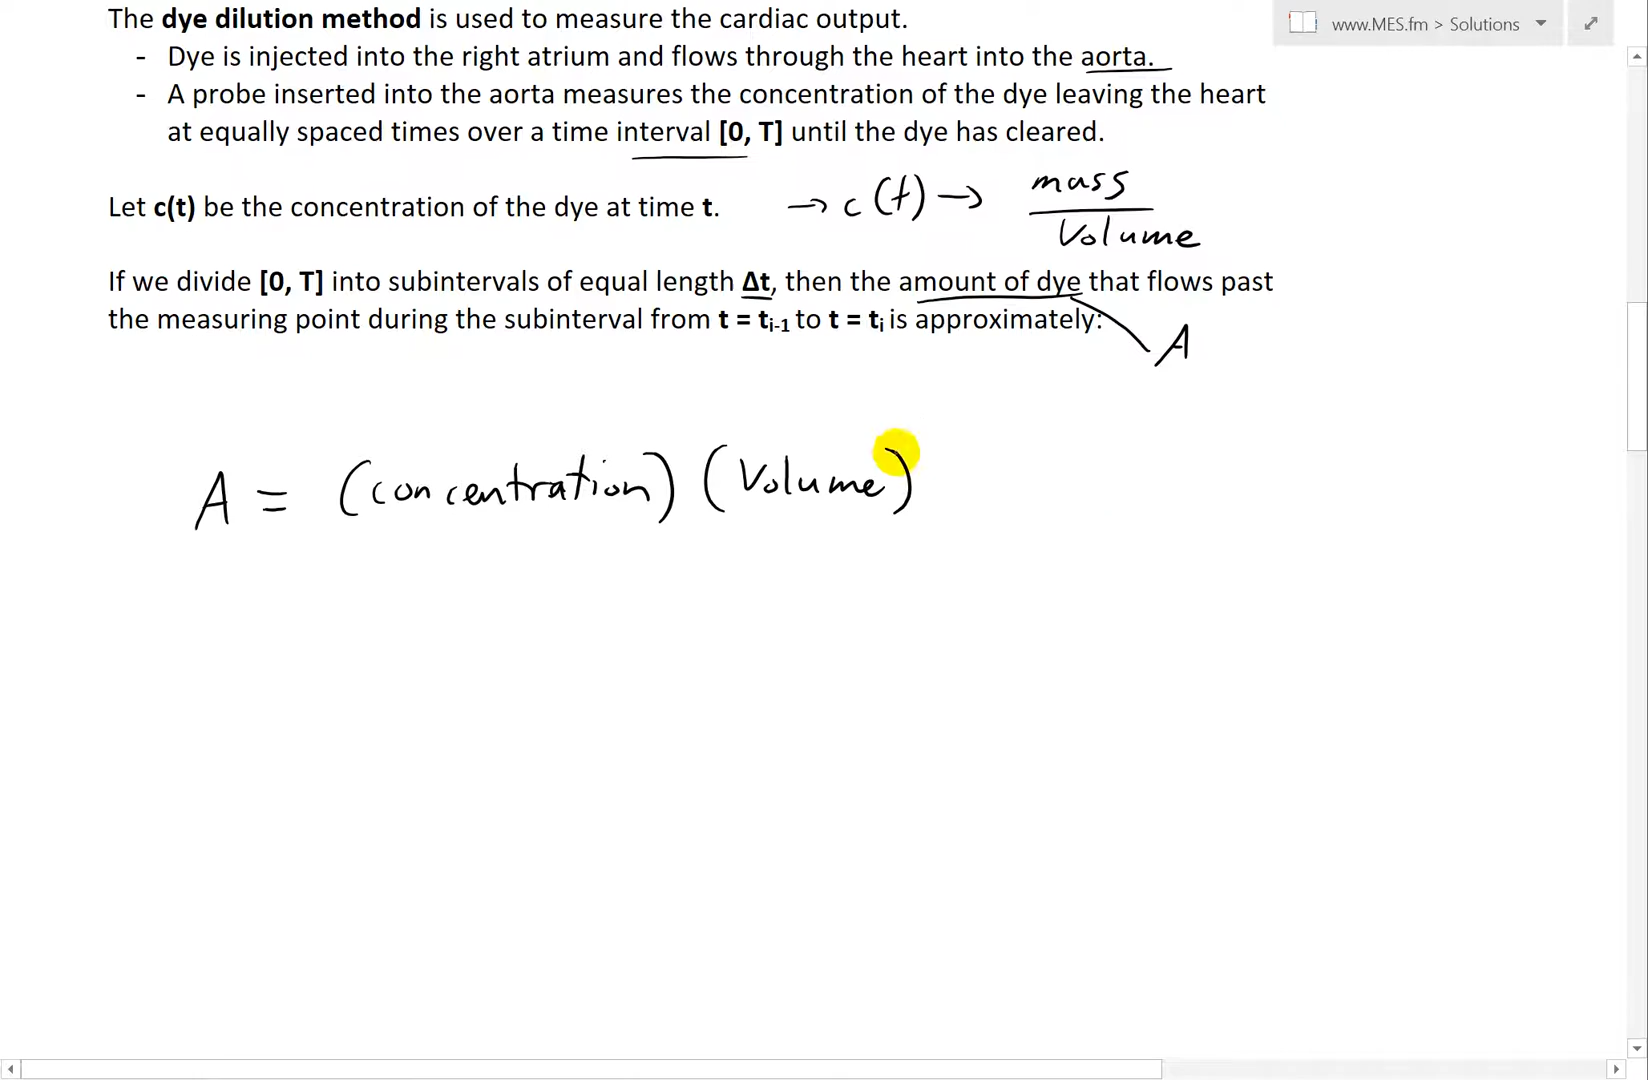 The dye dilution method is used to measure the cardiac output.
www.MES.fm > Solutions
- Dye is injected into the right atrium and flows through the heart into the aorta.
- A probe inserted into the aorta measures the concentration of the dye leaving the heart
at equally spaced times over a time interval [0, T] until the dye has cleared.
Let c(t) be the concentration of the dye at time t. → c(t) → mass
Volume
If we divide [0, T] into subintervals of equal length Δt, then the amount of dye that flows past
the measuring point during the subinterval from t = tᵢ₋₁ to t = tᵢ is approximately:
A
A = (concentration) (Volume)